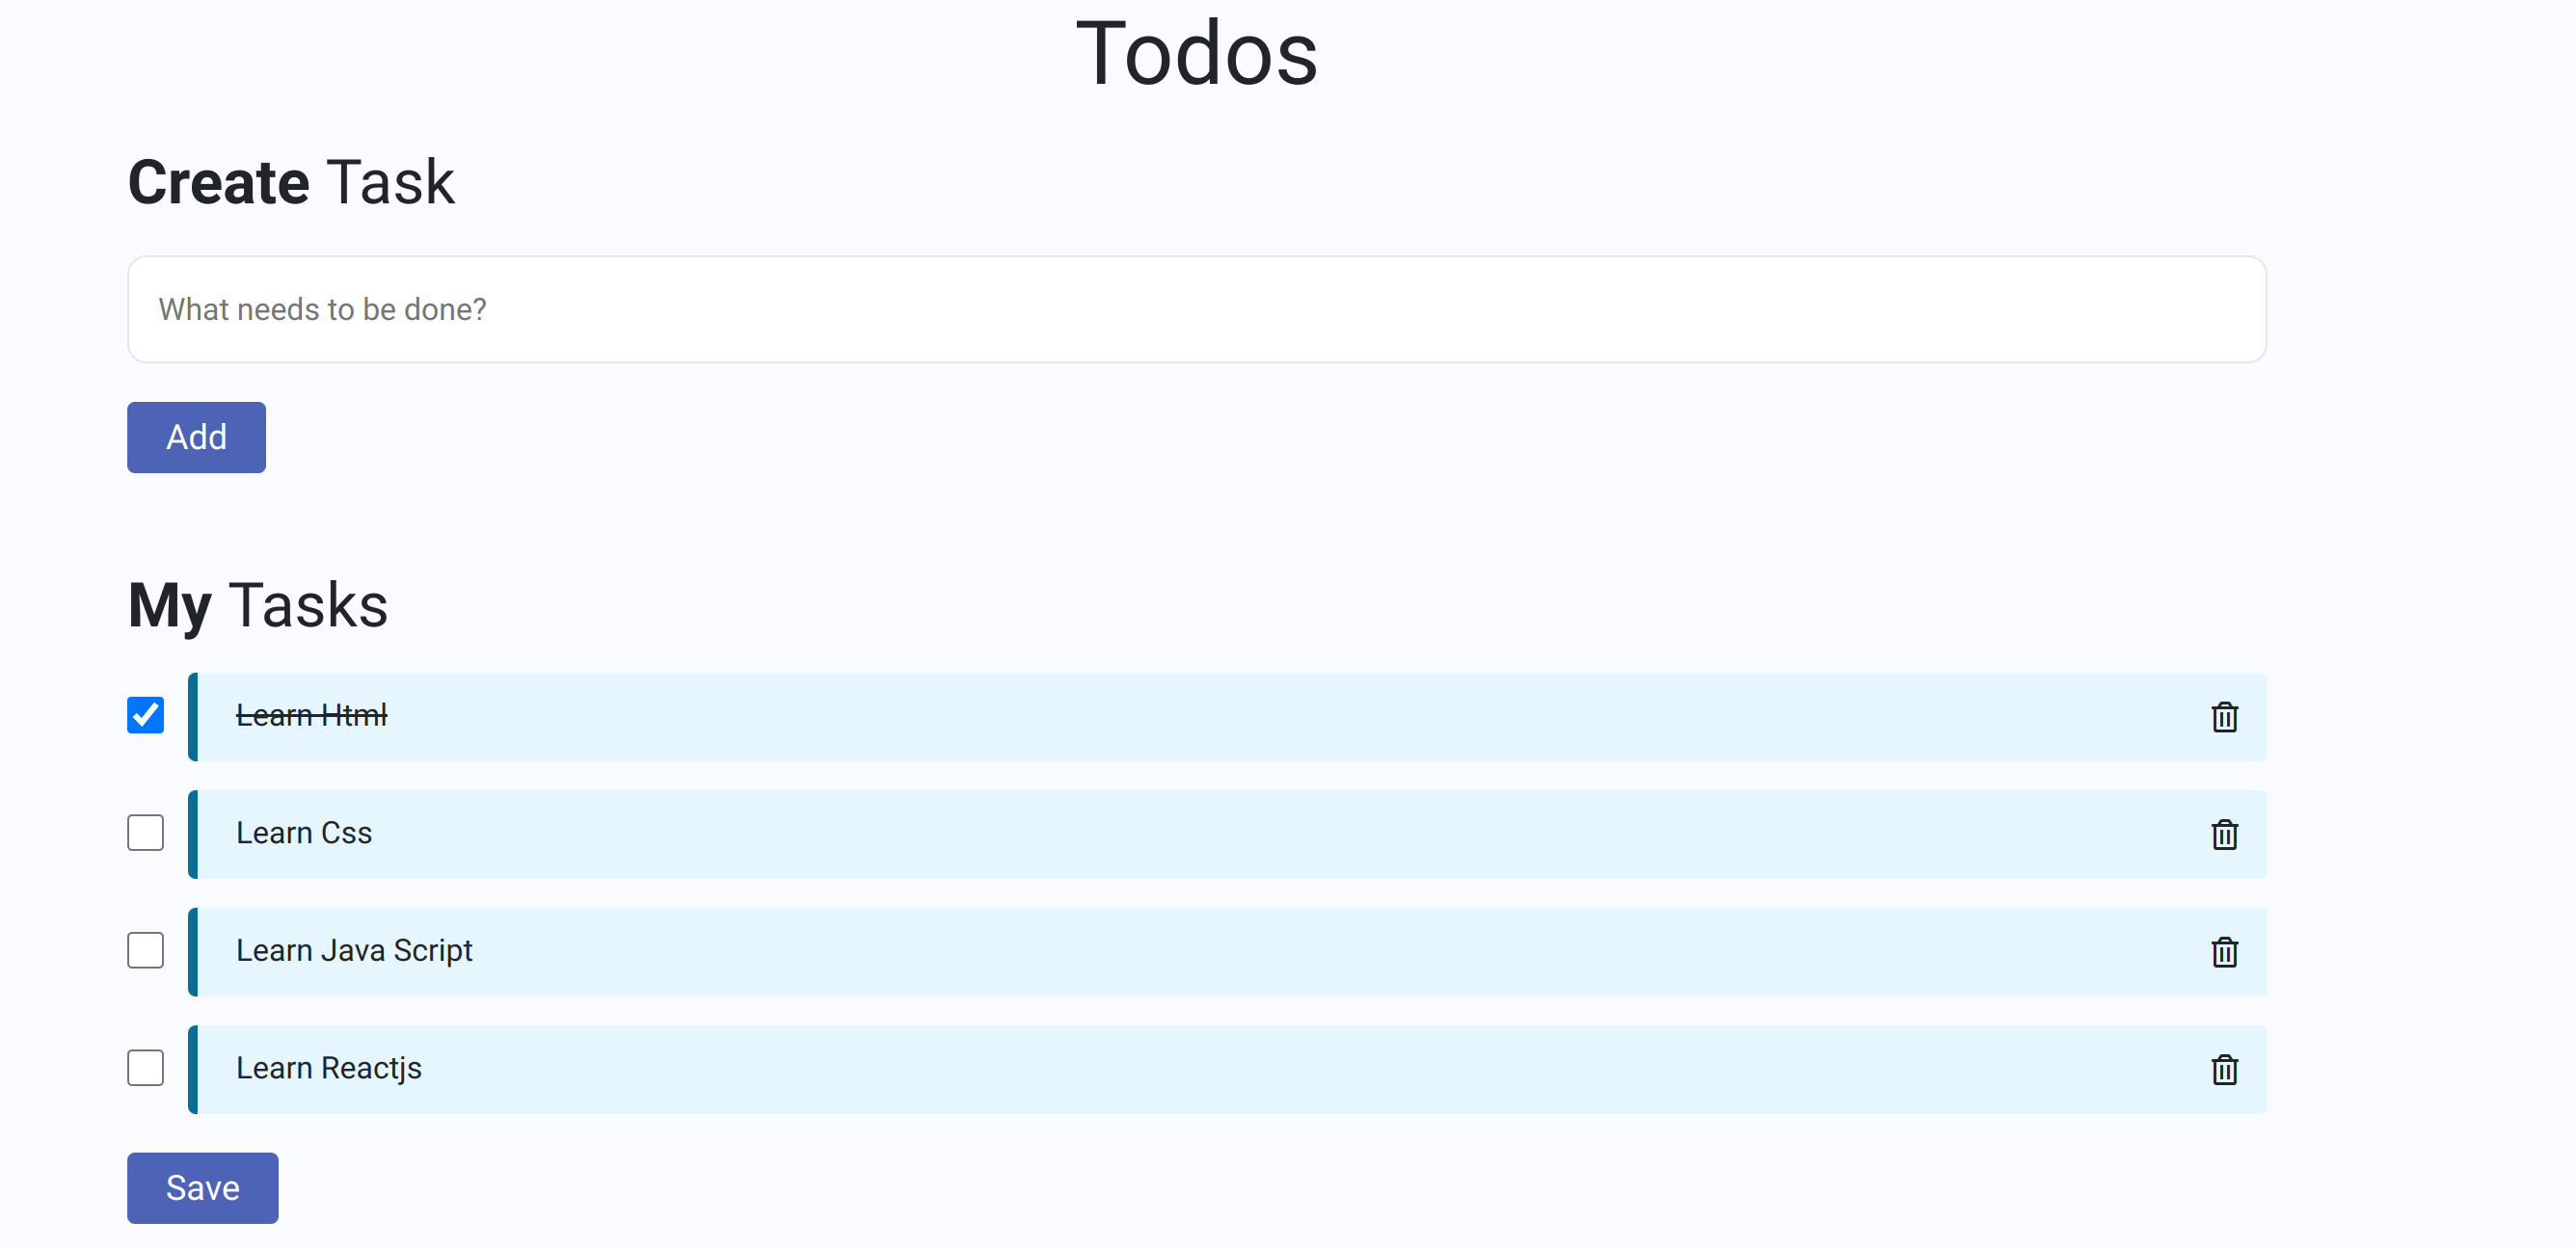 Todos
Create Task
What needs to be done?
Add
My Tasks
Learn Html
Learn Css
Learn Java Script
Learn Reactjs
Save